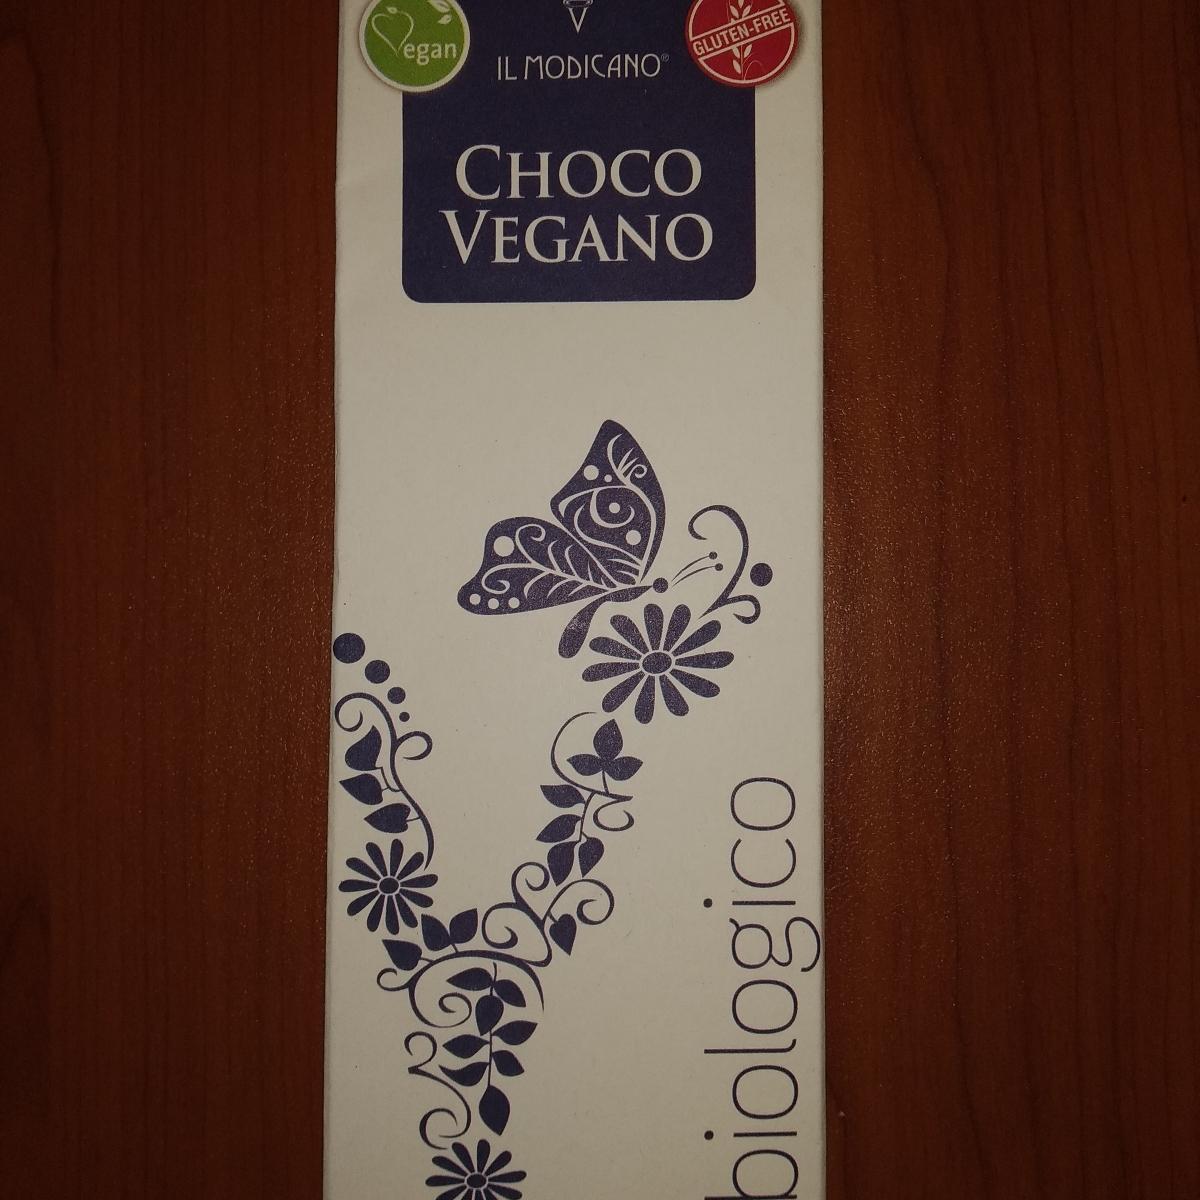 Vegan
GLUTEN-FREE
IL MODICANO®
CHOCO
VEGANO
biologico